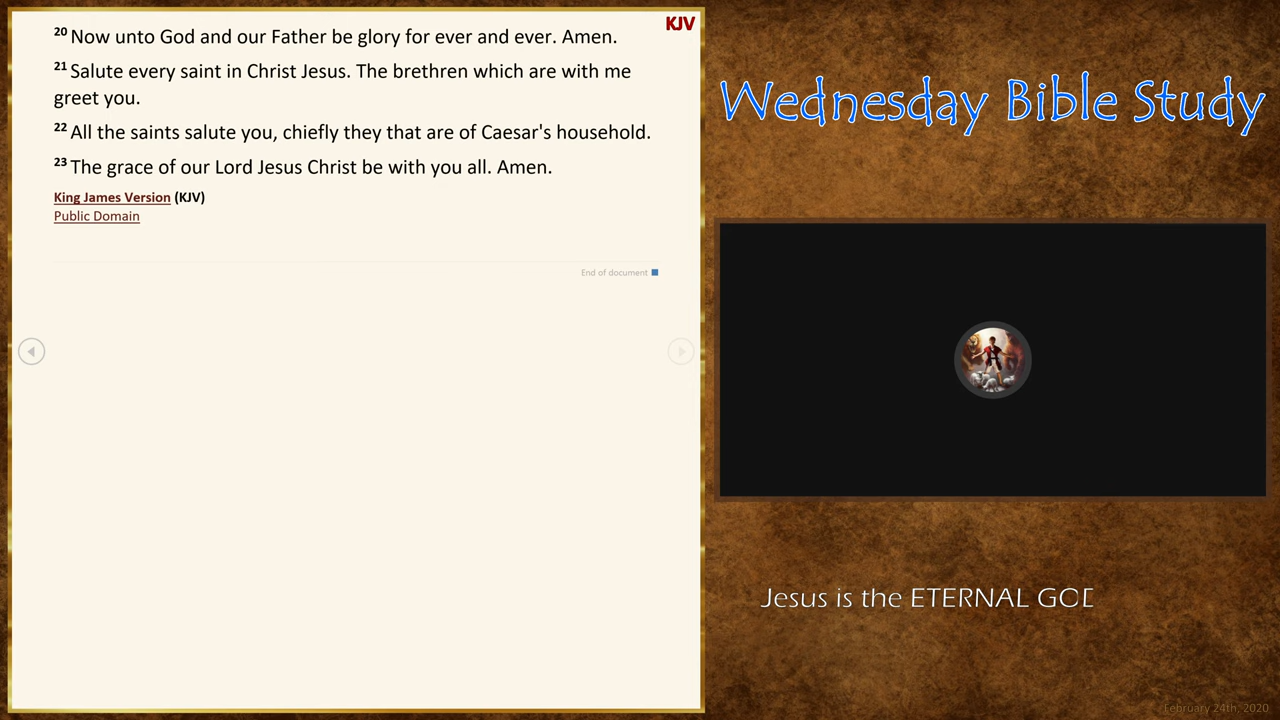 KJV
20 Now unto God and our Father be glory for ever and ever. Amen.
21 Salute every saint in Christ Jesus. The brethren which are with me
greet you.
22 All the saints salute you, chiefly they that are of Caesar's household.
23 The grace of our Lord Jesus Christ be with you all. Amen.
King James Version (KJV)
Public Domain
End of document
Wednesday Bible Study
Jesus is the ETERNAL GOD
February 24th, 2020